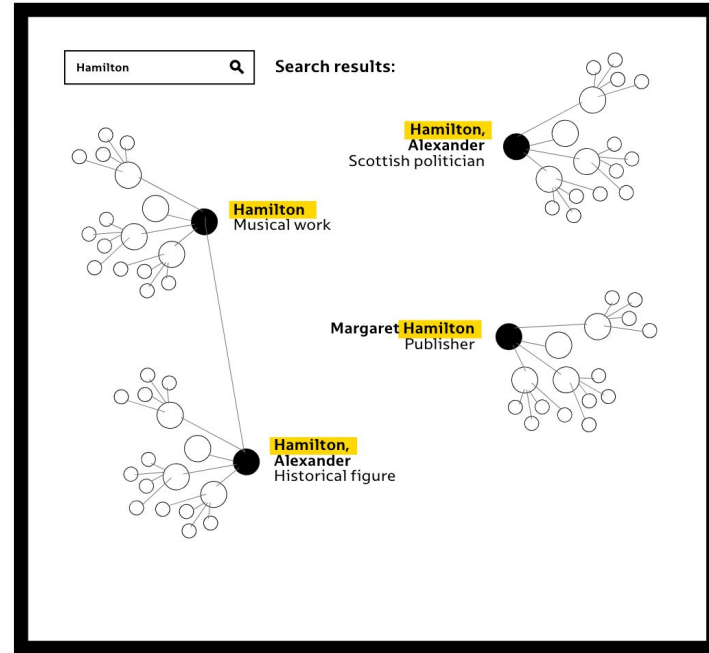 Hamilton
Search results:
Hamilton,
Alexander
Scottish politician
Hamilton
Musical work
Margaret Hamilton
Publisher
Hamilton,
Alexander
Historical figure